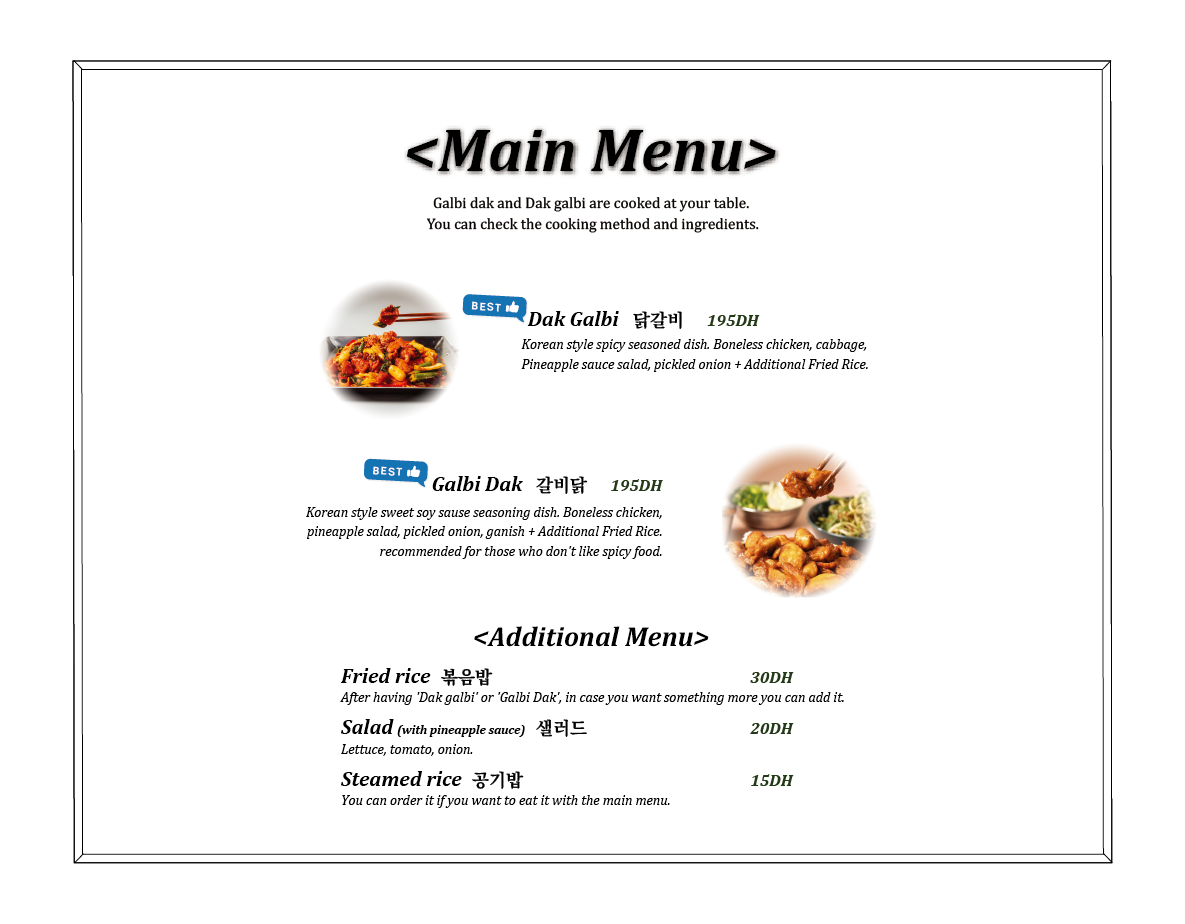 <Main Menu>
Galbi dak and Dak galbi are cooked at your table.
You can check the cooking method and ingredients.
BEST
Dak Galbi 닭갈비 195DH
Korean style spicy seasoned dish. Boneless chicken, cabbage,
Pineapple sauce salad, pickled onion + Additional Fried Rice.
BEST
Galbi Dak 갈비닭 195DH
Korean style sweet soy sause seasoning dish. Boneless chicken,
pineapple salad, pickled onion, ganish + Additional Fried Rice.
recommended for those who don't like spicy food.
<Additional Menu>
Fried rice 볶음밥 30DH
After having 'Dak galbi' or 'Galbi Dak', in case you want something more you can add it.
Salad (with pineapple sauce) 샐러드 20DH
Lettuce, tomato, onion.
Steamed rice 공기밥 15DH
You can order it if you want to eat it with the main menu.